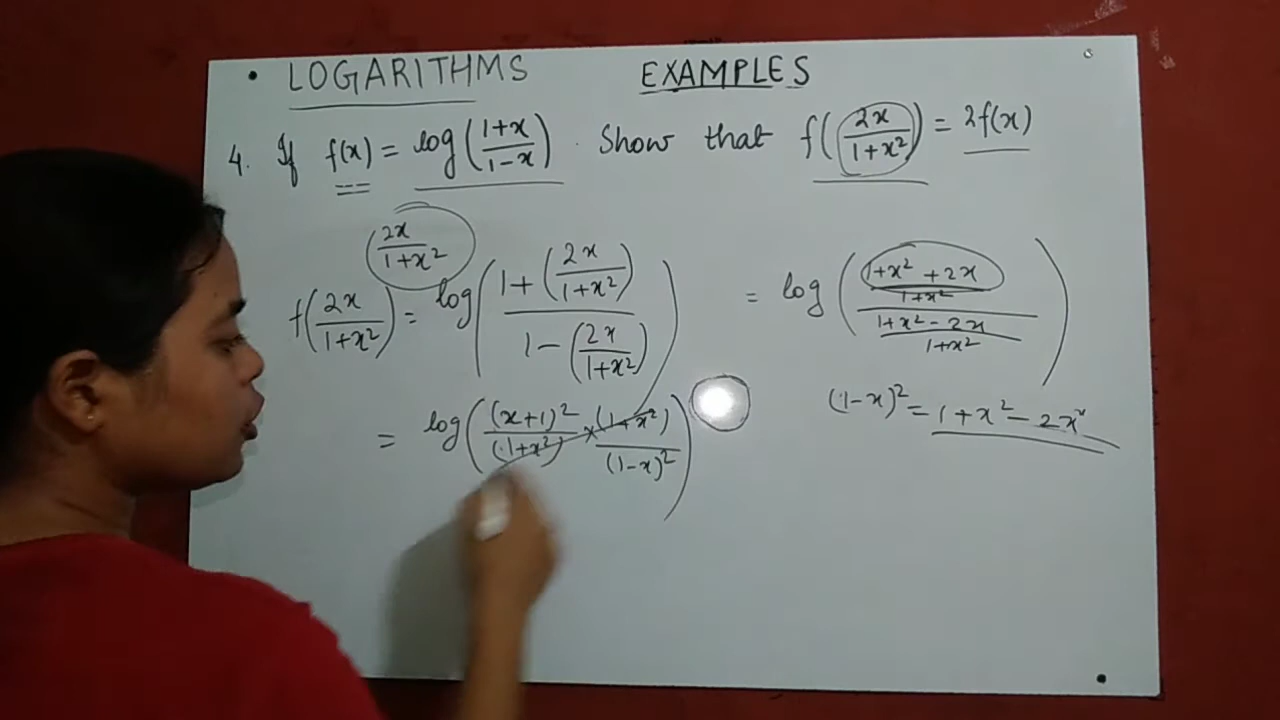 • LOGARITHMS EXAMPLES
4. If f(x) = log((1+x)/(1-x)). Show that f(2x/(1+x²)) = 2f(x)
(2x/(1+x²)
f(2x/(1+x²)) = log((1+(2x/(1+x²)))/(1-(2x/(1+x²)))) = log(((1+x²+2x)/(1+x²))/((1+x²-2x)/(1+x²)))
= log((x+1)²/(1+x²) × (1+x²)/(1-x)²)
(1-x)² = 1+x²-2x